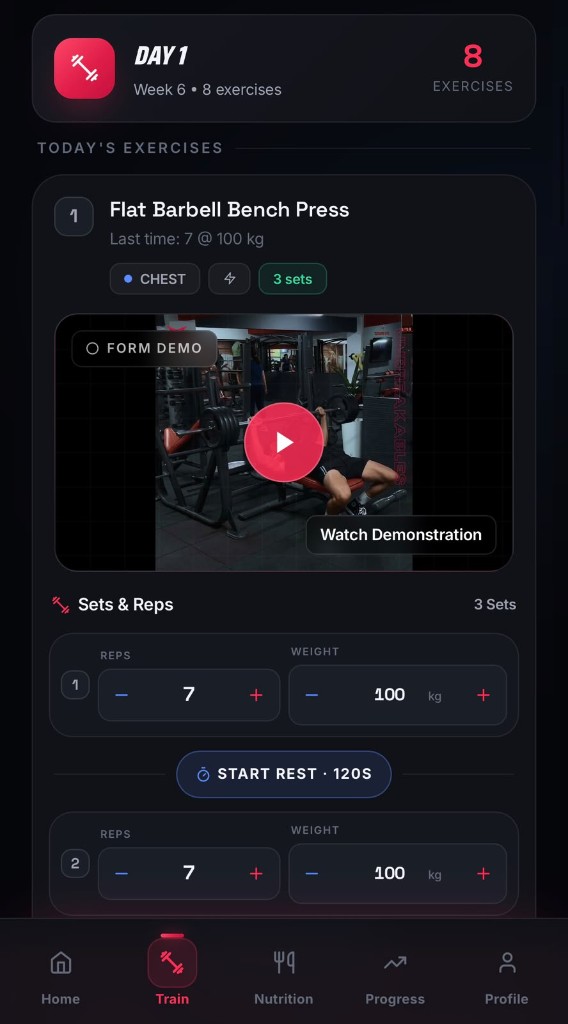 DAY 1
Week 6 • 8 exercises
8
EXERCISES
TODAY'S EXERCISES
1
Flat Barbell Bench Press
Last time: 7 @ 100 kg
CHEST
3 sets
FORM DEMO
Watch Demonstration
Sets & Reps
3 Sets
REPS
WEIGHT
1
− 7 +
− 100 kg +
START REST · 120S
REPS
WEIGHT
2
− 7 +
− 100 kg +
Home
Train
Nutrition
Progress
Profile